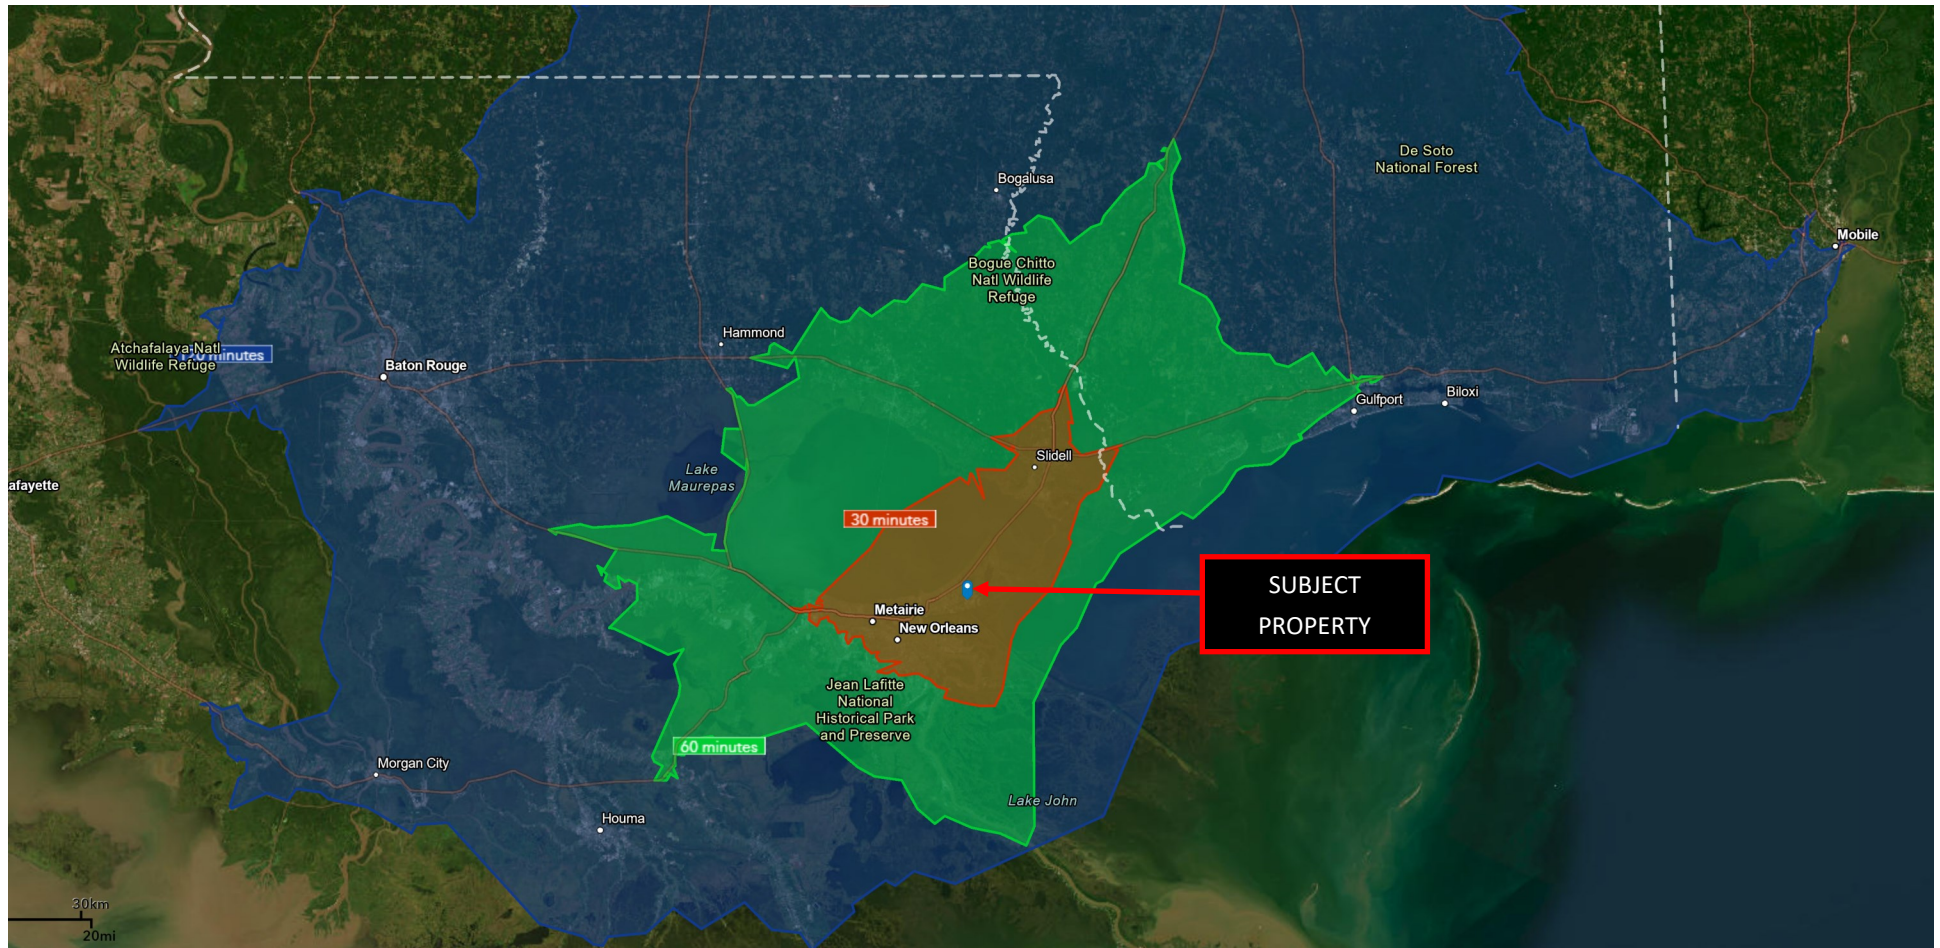 De Soto
National Forest
Bogalusa
Mobile
Bogue Chitto
Natl Wildlife
Refuge
Hammond
Atchafalaya Natl
Wildlife Refuge
minutes
Baton Rouge
Gulfport
Biloxi
Slidell
Lake
Maurepas
afayette
30 minutes
SUBJECT
PROPERTY
Metairie
New Orleans
Jean Lafitte
National
Historical Park
and Preserve
60 minutes
Morgan City
Lake John
Houma
30km
20mi